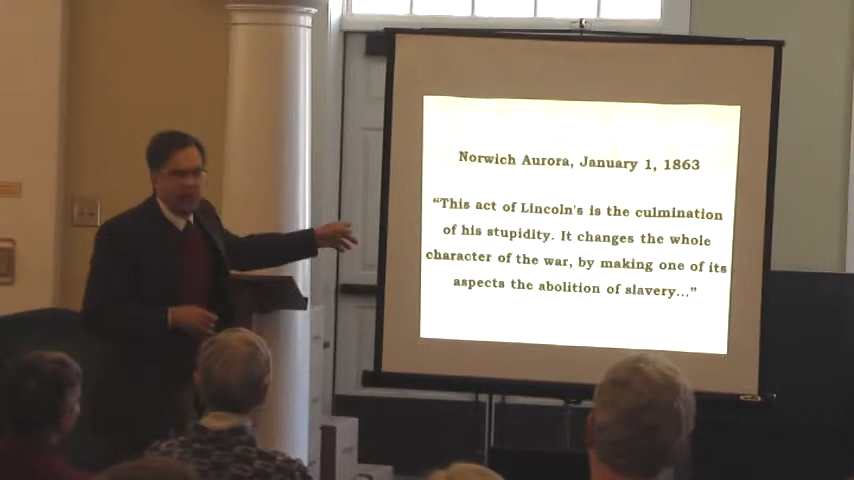 Norwich Aurora, January 1, 1863
“This act of Lincoln's is the culmination
of his stupidity. It changes the whole
character of the war, by making one of its
aspects the abolition of slavery...”